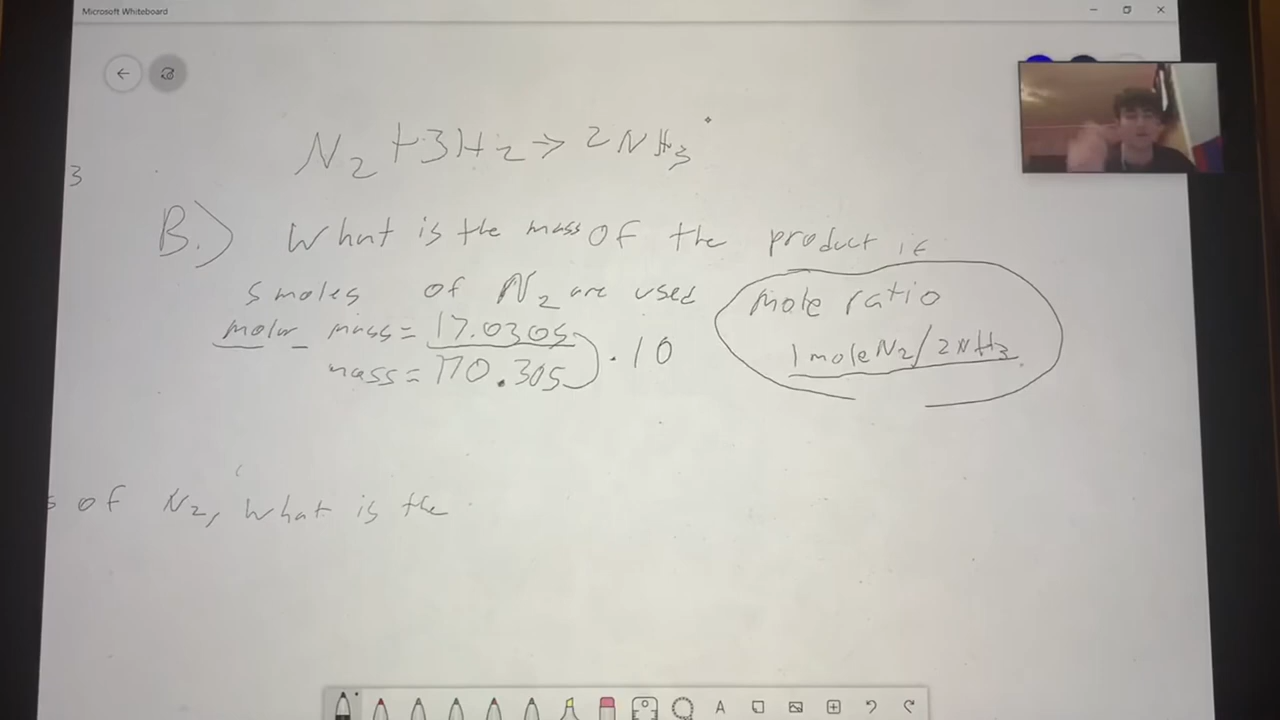 Microsoft Whiteboard
N2 + 3H2 → 2NH3
3
B.) What is the mass of the product if
5 moles of N2 are used
mole ratio
molar mass = 17.0305
1 mole N2/2NH3
mass = 170.305 · 10
s of N2, What is the
A